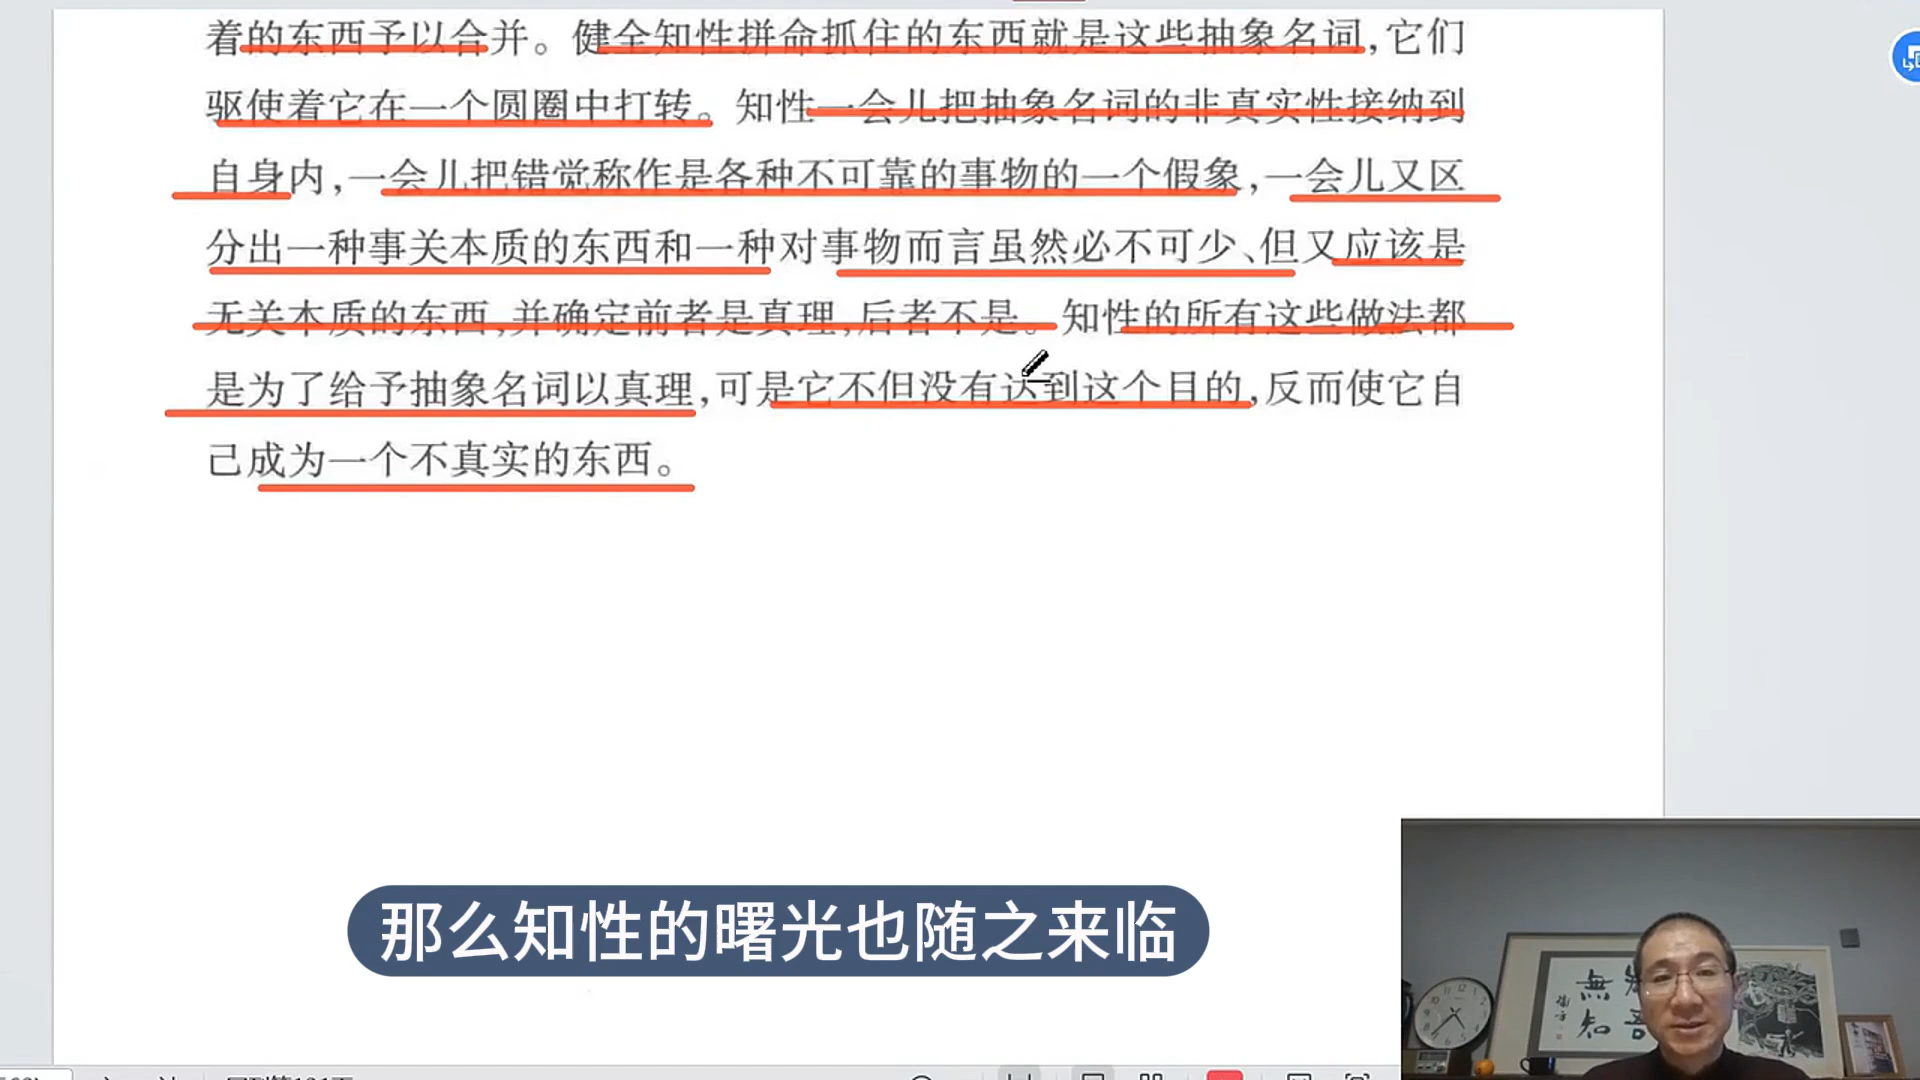 着的东西予以合并。健全知性拼命抓住的东西就是这些抽象名词,它们
驱使着它在一个圆圈中打转。知性一会儿把抽象名词的非真实性接纳到
自身内,一会儿把错觉称作是各种不可靠的事物的一个假象,一会儿又区
分出一种事关本质的东西和一种对事物而言虽然必不可少、但又应该是
无关本质的东西,并确定前者是真理,后者不是。知性的所有这些做法都
是为了给予抽象名词以真理,可是它不但没有达到这个目的,反而使它自
己成为一个不真实的东西。
那么知性的曙光也随之来临
無
知